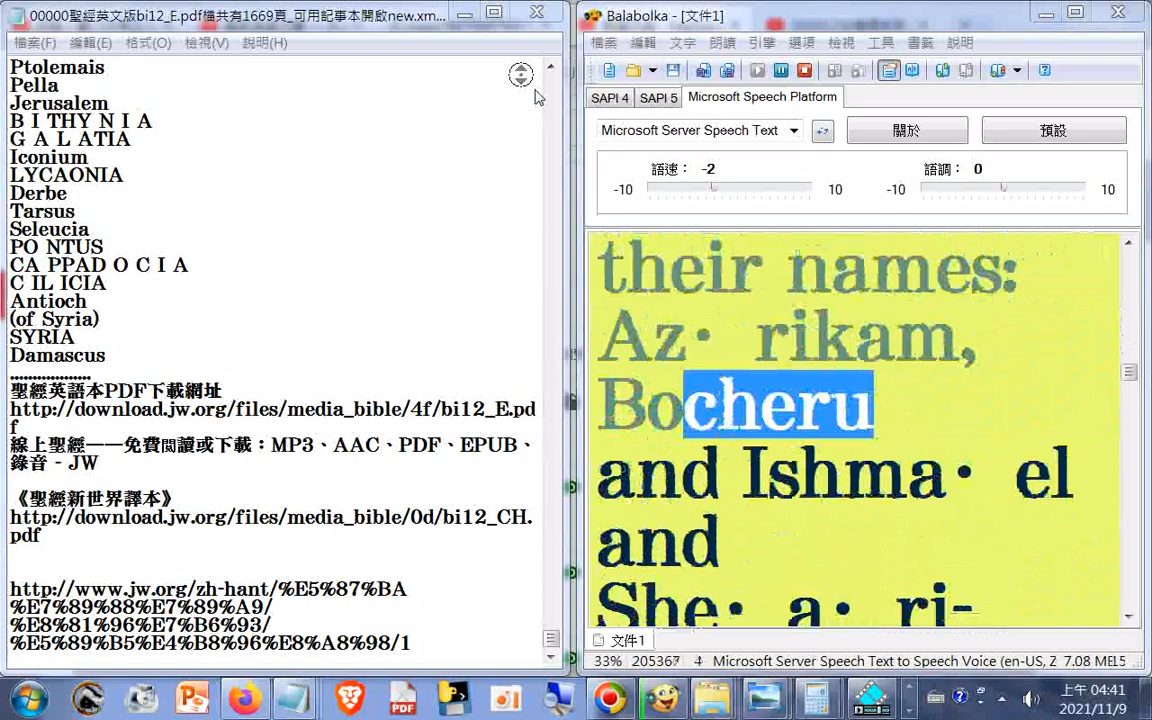 00000聖經英文版bi12_E.pdf檔共有1669頁_可用記事本開啟new.xm...
檔案(F) 編輯(E) 格式(O) 檢視(V) 說明(H)
Ptolemais
Pella
Jerusalem
B I THY N I A
G A L ATIA
Iconium
LYCAONIA
Derbe
Tarsus
Seleucia
PO NTUS
CA PPAD O C I A
C IL ICIA
Antioch
(of Syria)
SYRIA
Damascus
..................
聖經英語本PDF下載網址
http://download.jw.org/files/media_bible/4f/bi12_E.pd
f
線上聖經——免費閱讀或下載：MP3、AAC、PDF、EPUB、
錄音 - JW
《聖經新世界譯本》
http://download.jw.org/files/media_bible/0d/bi12_CH.
pdf
http://www.jw.org/zh-hant/%E5%87%BA
%E7%89%88%E7%89%A9/
%E8%81%96%E7%B6%93/
%E5%89%B5%E4%B8%96%E8%A8%98/1
Balabolka - [文件1]
檔案 編輯 文字 朗讀 引擎 選項 檢視 工具 書籤 說明
SAPI 4 SAPI 5 Microsoft Speech Platform
Microsoft Server Speech Text 關於 預設
語速： -2 語調： 0
-10 10 -10 10
their names:
Az· rikam,
Bocheru
and Ishma· el
and
She· a· ri-
文件1
33% 205367 4 Microsoft Server Speech Text to Speech Voice (en-US, Z 7.08 ME
上午 04:41
2021/11/9